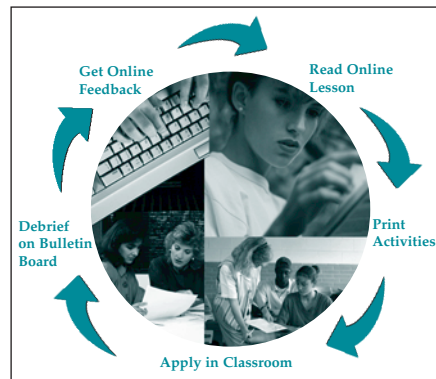 Get Online
Feedback
Read Online
Lesson
Print
Activities
Apply in Classroom
Debrief
on Bulletin
Board